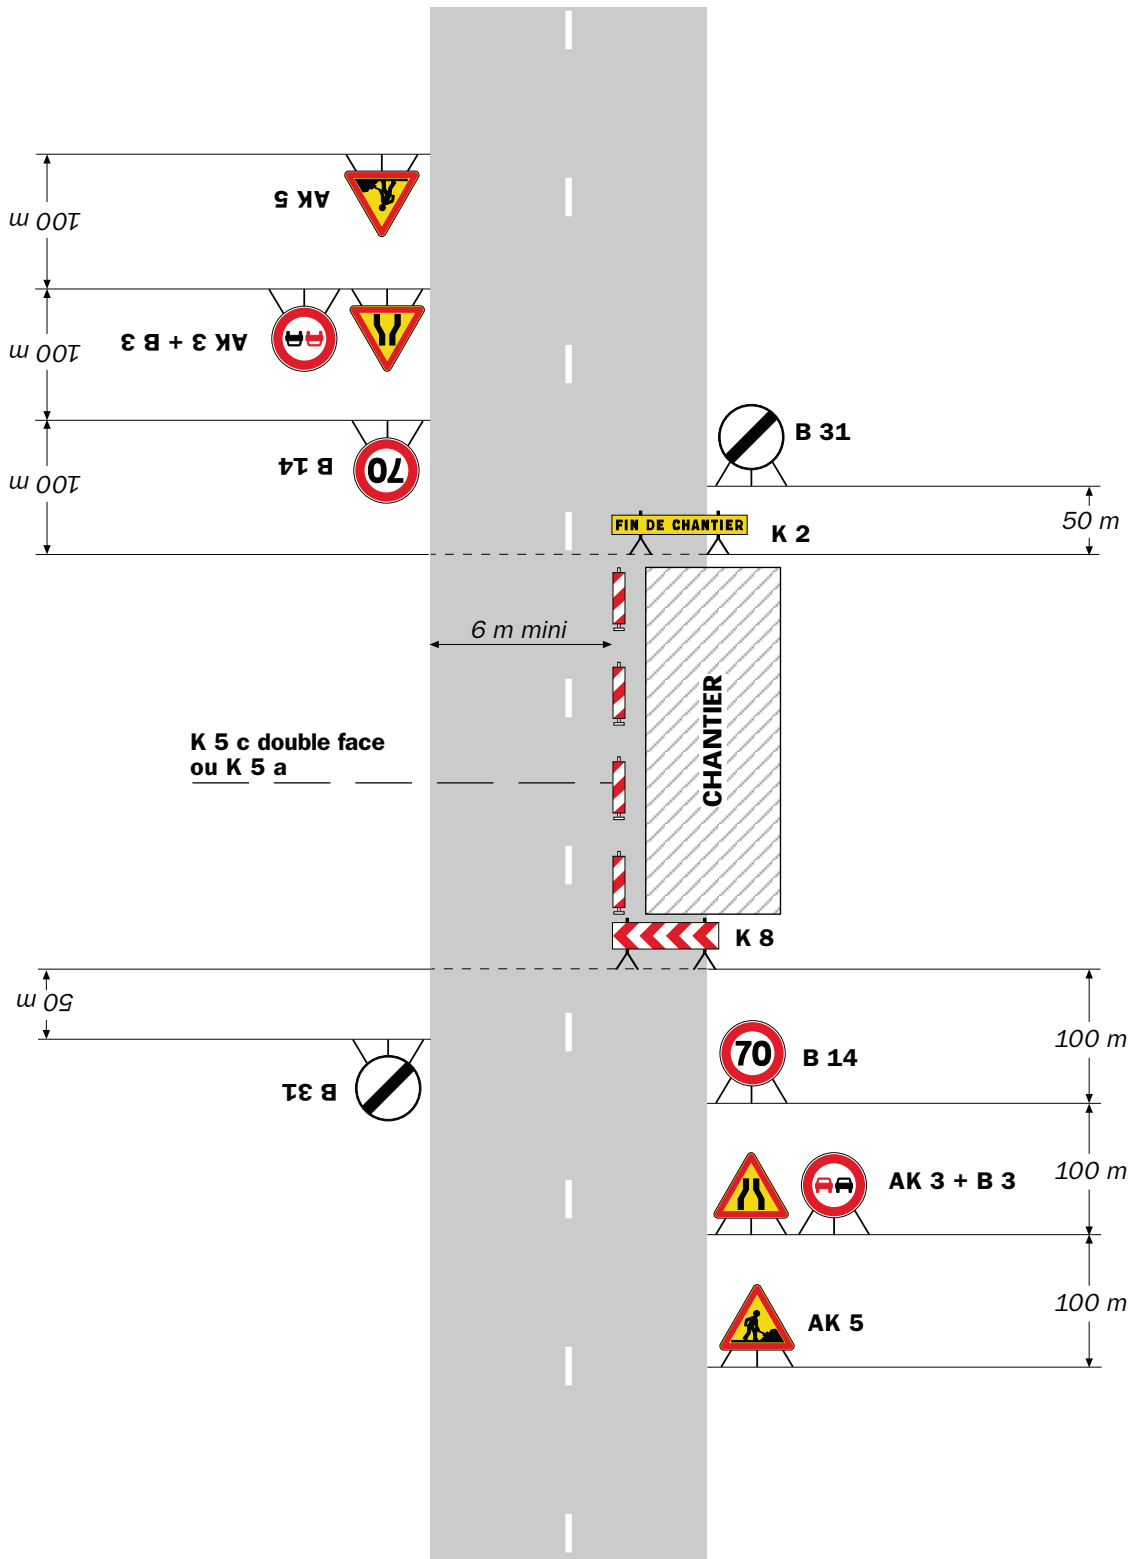 AK 5
100 m
AK 3 + B 3
100 m
B 31
B 14
70
100 m
50 m
FIN DE CHANTIER
K 2
6 m mini
CHANTIER
K 5 c double face
ou K 5 a
K 8
50 m
70
B 14
100 m
B 31
AK 3 + B 3
100 m
AK 5
100 m